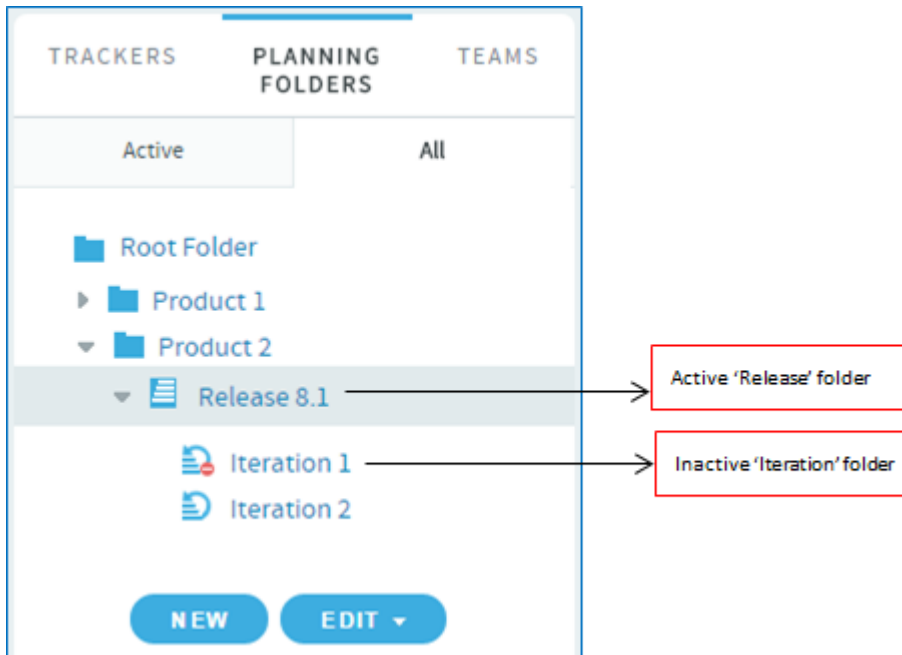 TRACKERS
PLANNING
FOLDERS
TEAMS
Active
All
Root Folder
Product 1
Product 2
Release 8.1
Active ‘Release’ folder
Iteration 1
Inactive ‘Iteration’ folder
Iteration 2
NEW
EDIT